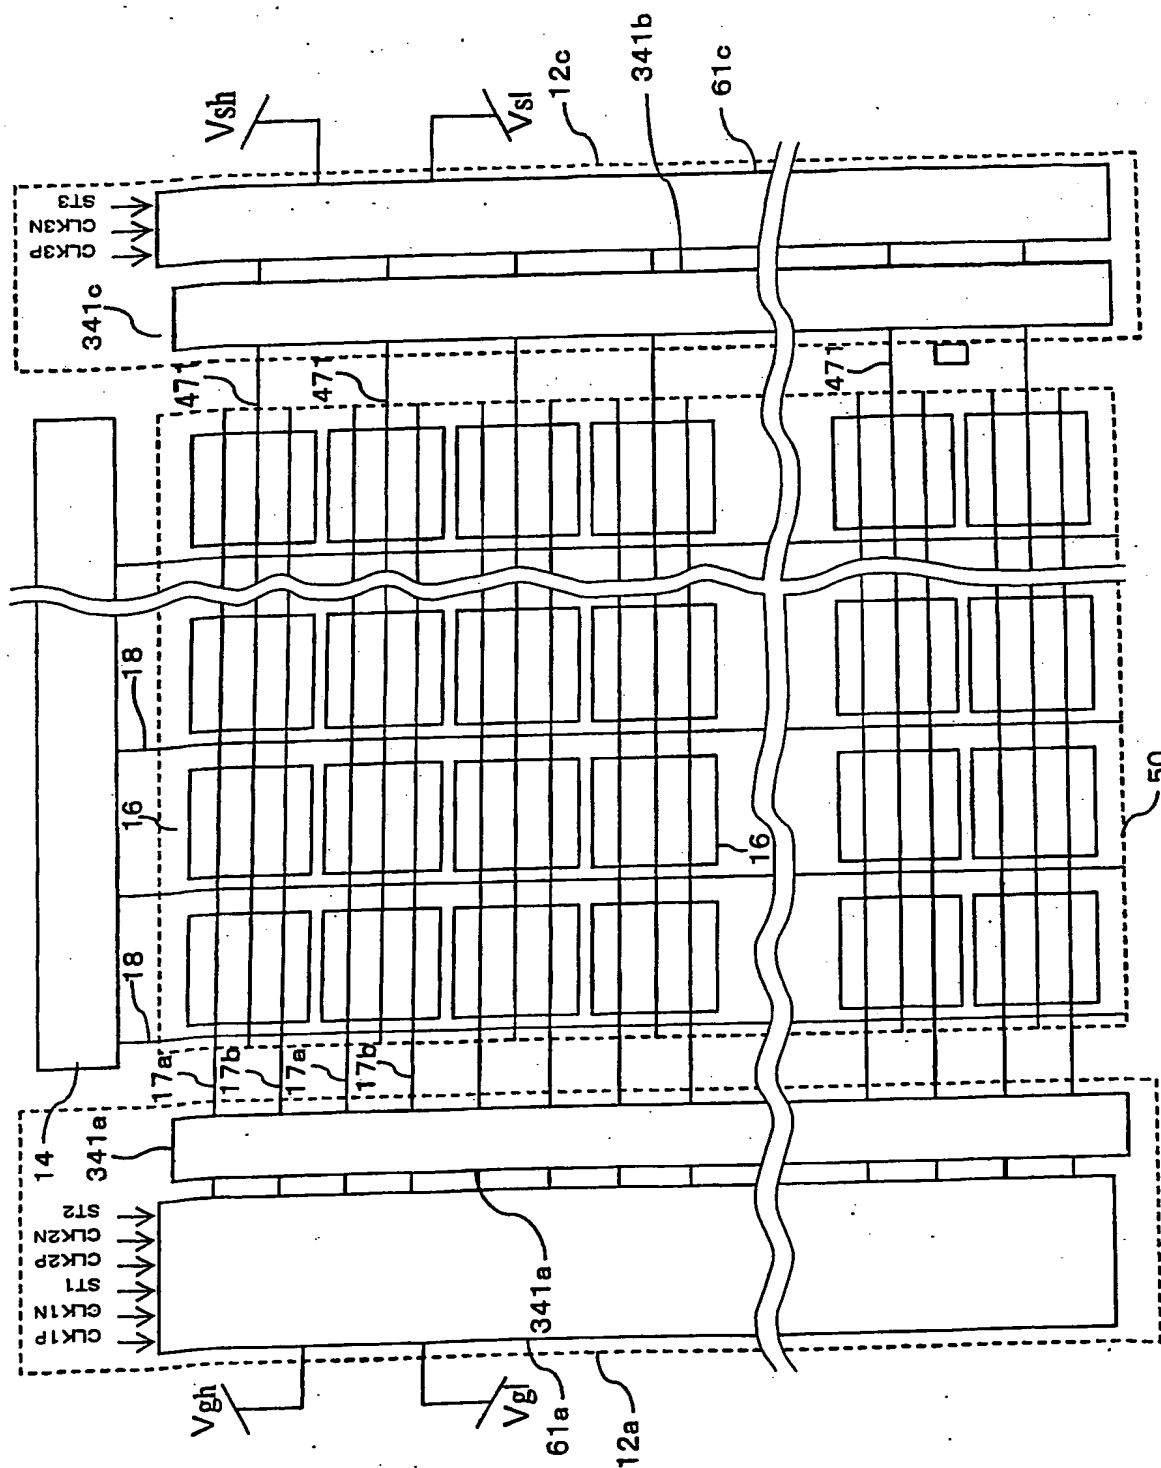 Vsh
Vsl
12c
341b
61c
ST3
CLK3N
CLK3P
341c
471
471
471
18
16
16
18
50
17a
17b
17a
17b
14
341a
ST2
CLK2N
CLK2P
ST1
CLK1N
CLK1P
341a
Vgh
Vgl
61a
12a